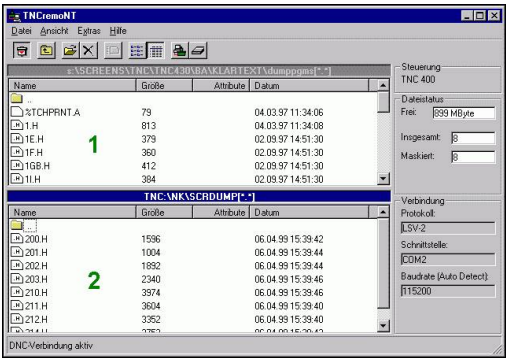 TNCremoNT
Datei Ansicht Extras Hilfe
s:\SCREENS\TNC\TNC430\BA\KLARTEXT\dumppgms[*.*]
Name Größe Attribute Datum
..
%TCHPRNT.A 79 04.03.97 11:34:06
1.H 813 04.03.97 11:34:08
1E.H 379 02.09.97 14:51:30
1F.H 360 02.09.97 14:51:30
1GB.H 412 02.09.97 14:51:30
1I.H 384 02.09.97 14:51:30
1
TNC:\NK\SCRDUMP[*.*]
Name Größe Attribute Datum
..
200.H 1596 06.04.99 15:39:42
201.H 1004 06.04.99 15:39:44
202.H 1892 06.04.99 15:39:44
203.H 2340 06.04.99 15:39:46
210.H 3974 06.04.99 15:39:46
211.H 3604 06.04.99 15:39:40
212.H 3352 06.04.99 15:39:40
214.H 2752 06.04.99 15:39:42
2
Steuerung
TNC 400
Dateistatus
Frei: 899 MByte
Insgesamt: 8
Maskiert: 8
Verbindung
Protokoll:
LSV-2
Schnittstelle:
COM2
Baudrate (Auto Detect):
115200
DNC-Verbindung aktiv